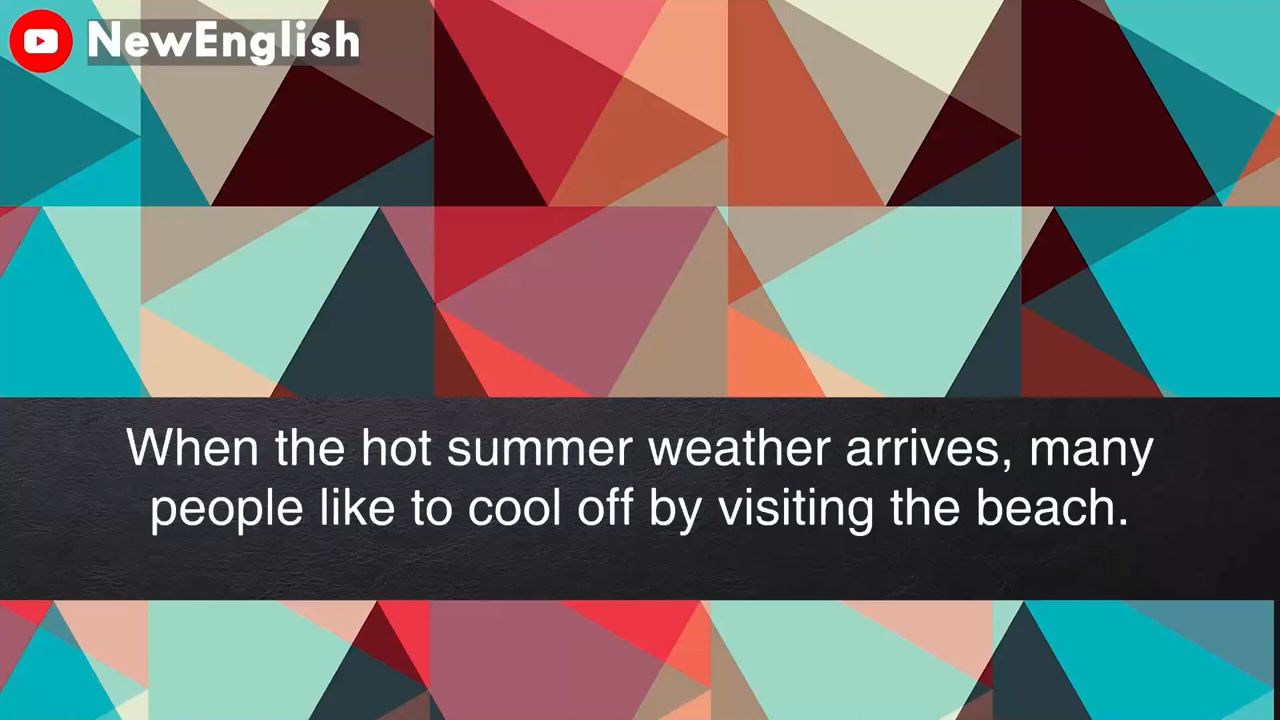 NewEnglish
When the hot summer weather arrives, many
people like to cool off by visiting the beach.